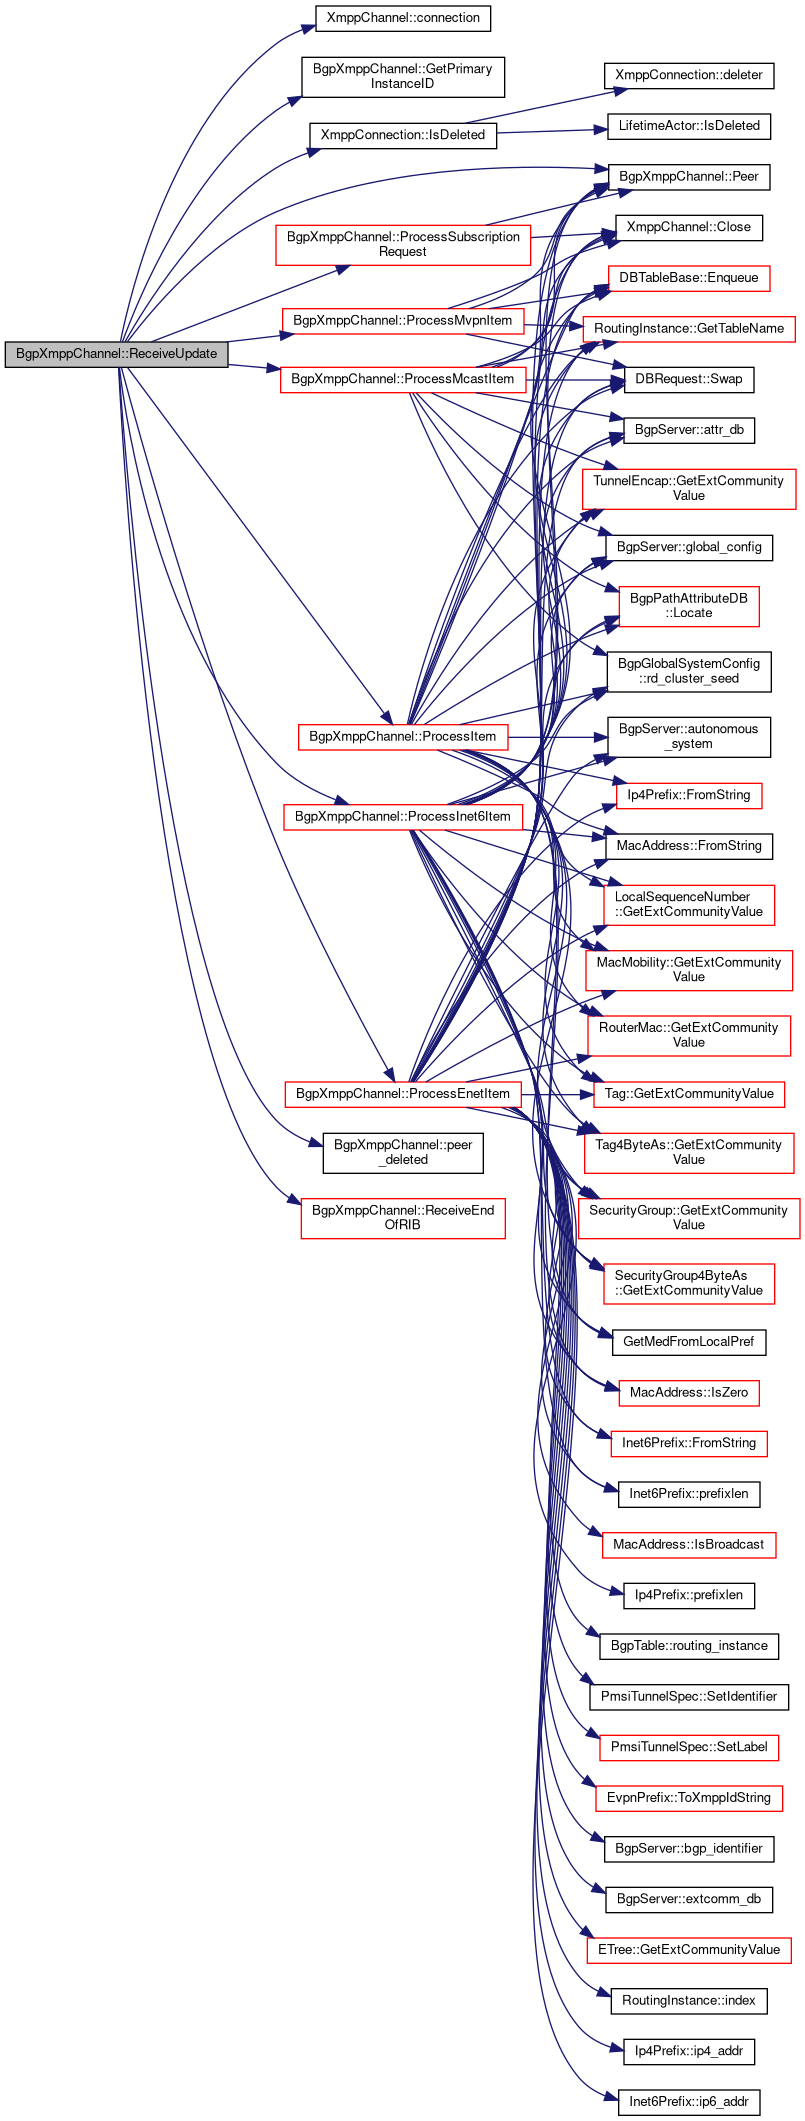 XmppChannel::connection
BgpXmppChannel::GetPrimary
InstanceID
XmppConnection::deleter
XmppConnection::IsDeleted
LifetimeActor::IsDeleted
BgpXmppChannel::Peer
BgpXmppChannel::ProcessSubscription
Request
XmppChannel::Close
DBTableBase::Enqueue
BgpXmppChannel::ProcessMvpnItem
RoutingInstance::GetTableName
BgpXmppChannel::ReceiveUpdate
BgpXmppChannel::ProcessMcastItem
DBRequest::Swap
BgpServer::attr_db
TunnelEncap::GetExtCommunity
Value
BgpServer::global_config
BgpPathAttributeDB
::Locate
BgpGlobalSystemConfig
::rd_cluster_seed
BgpXmppChannel::ProcessItem
BgpServer::autonomous
_system
Ip4Prefix::FromString
BgpXmppChannel::ProcessInet6Item
MacAddress::FromString
LocalSequenceNumber
::GetExtCommunityValue
MacMobility::GetExtCommunity
Value
RouterMac::GetExtCommunity
Value
BgpXmppChannel::ProcessEnetItem
Tag::GetExtCommunityValue
BgpXmppChannel::peer
_deleted
Tag4ByteAs::GetExtCommunity
Value
BgpXmppChannel::ReceiveEnd
OfRIB
SecurityGroup::GetExtCommunity
Value
SecurityGroup4ByteAs
::GetExtCommunityValue
GetMedFromLocalPref
MacAddress::IsZero
Inet6Prefix::FromString
Inet6Prefix::prefixlen
MacAddress::IsBroadcast
Ip4Prefix::prefixlen
BgpTable::routing_instance
PmsiTunnelSpec::SetIdentifier
PmsiTunnelSpec::SetLabel
EvpnPrefix::ToXmppIdString
BgpServer::bgp_identifier
BgpServer::extcomm_db
ETree::GetExtCommunityValue
RoutingInstance::index
Ip4Prefix::ip4_addr
Inet6Prefix::ip6_addr